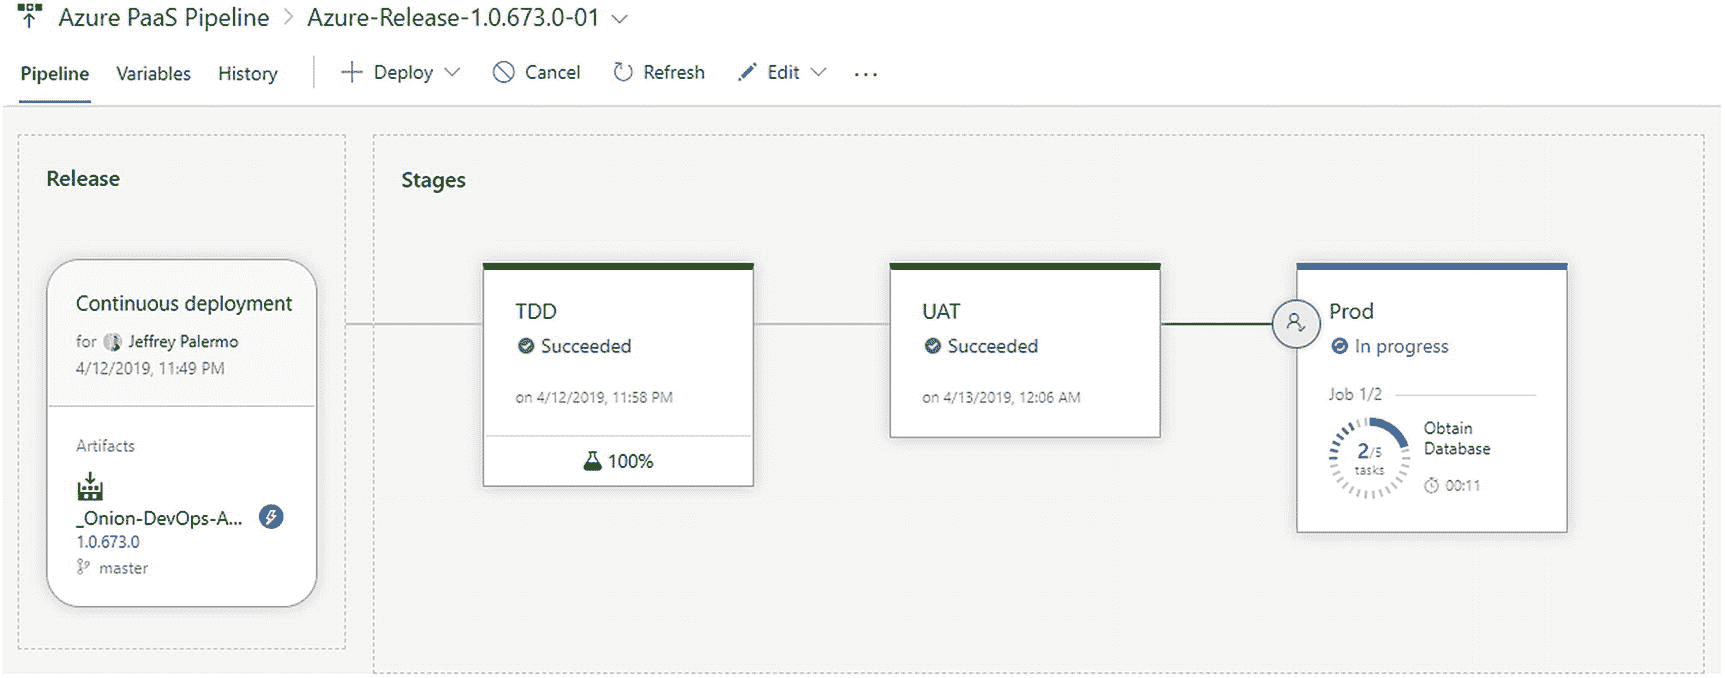 Azure PaaS Pipeline > Azure-Release-1.0.673.0-01
Pipeline Variables History + Deploy Cancel Refresh Edit ...
Release
Stages
Continuous deployment
for Jeffrey Palermo
4/12/2019, 11:49 PM
Artifacts
_Onion-DevOps-A...
1.0.673.0
master
TDD
Succeeded
on 4/12/2019, 11:58 PM
100%
UAT
Succeeded
on 4/13/2019, 12:06 AM
Prod
In progress
Job 1/2
2/5
tasks
Obtain
Database
00:11